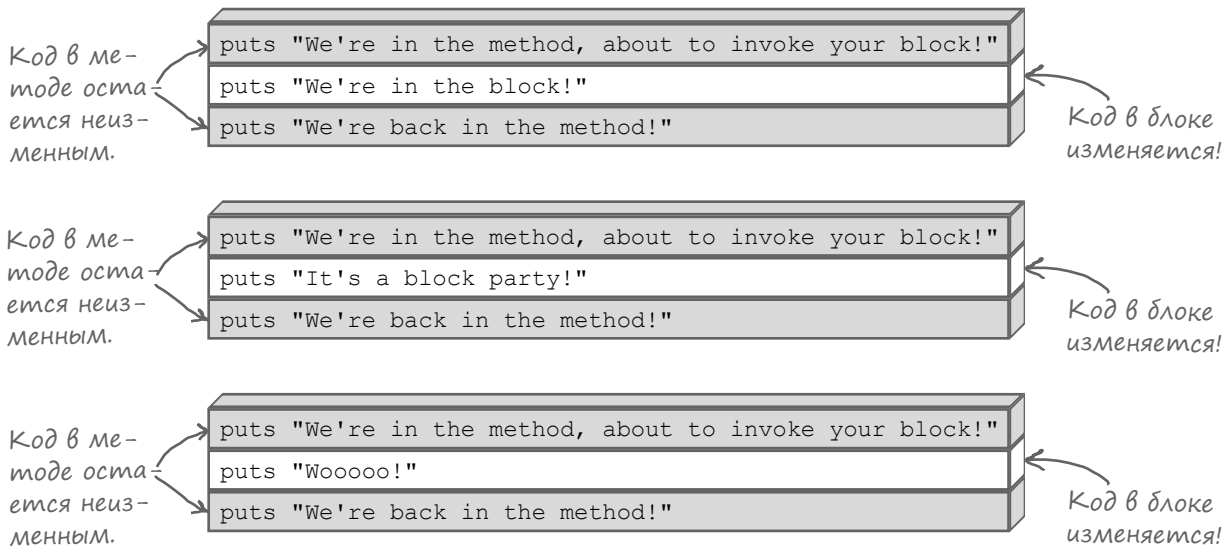 Код в ме-
тоде оста
ется неиз-
менным.
puts "We're in the method, about to invoke your block!"
puts "We're in the block!"
puts "We're back in the method!"
Код в блоке
изменяется!
Код в ме-
тоде оста
ется неиз-
менным.
puts "We're in the method, about to invoke your block!"
puts "It's a block party!"
puts "We're back in the method!"
Код в блоке
изменяется!
Код в ме-
тоде оста
ется неиз-
менным.
puts "We're in the method, about to invoke your block!"
puts "Wooooo!"
puts "We're back in the method!"
Код в блоке
изменяется!